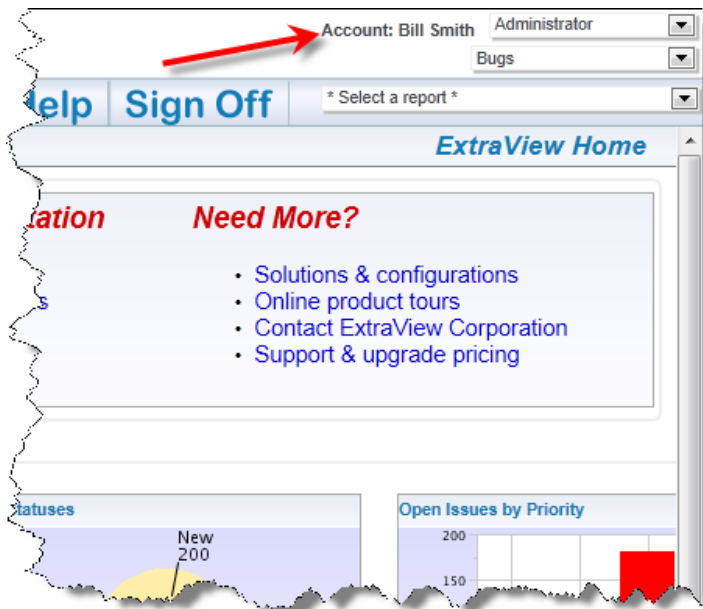 Account: Bill Smith Administrator
Bugs
Help Sign Off * Select a report *
ExtraView Home
tation Need More?
• Solutions & configurations
s • Online product tours
• Contact ExtraView Corporation
• Support & upgrade pricing
tatuses Open Issues by Priority
New 200
200 150